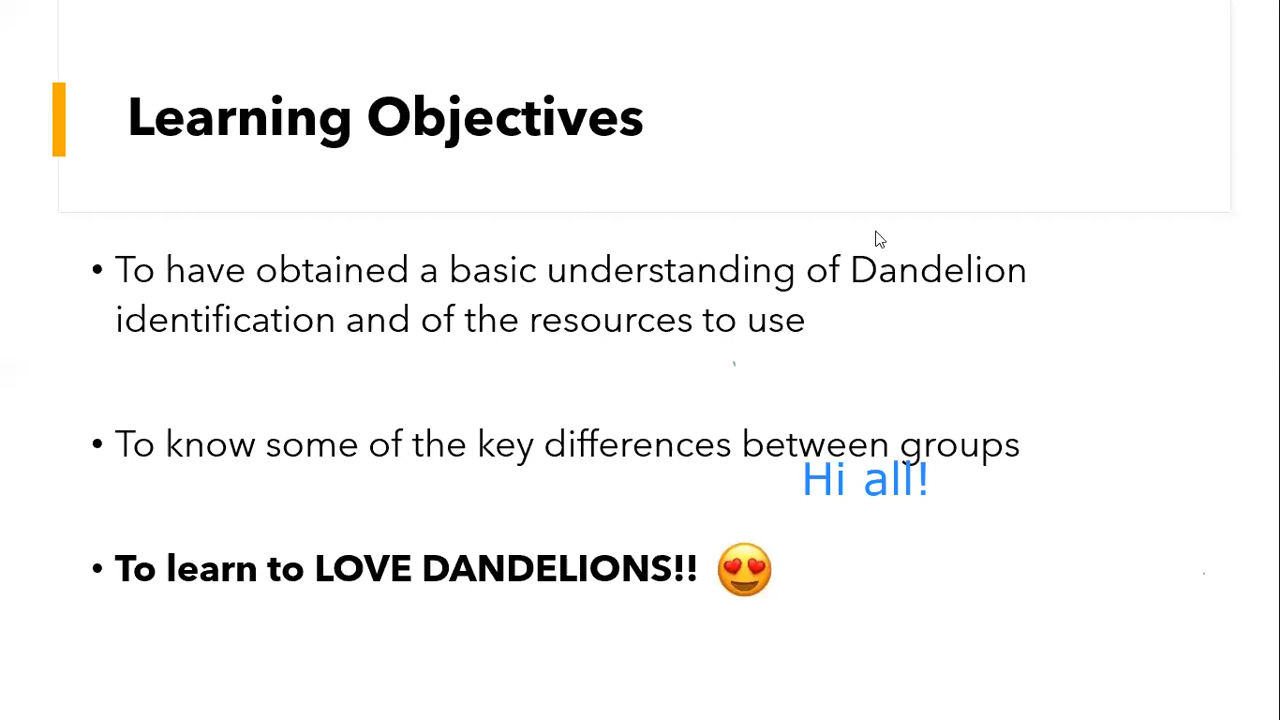 Learning Objectives
• To have obtained a basic understanding of Dandelion
identification and of the resources to use
• To know some of the key differences between groups
Hi all!
• To learn to LOVE DANDELIONS!! 😍